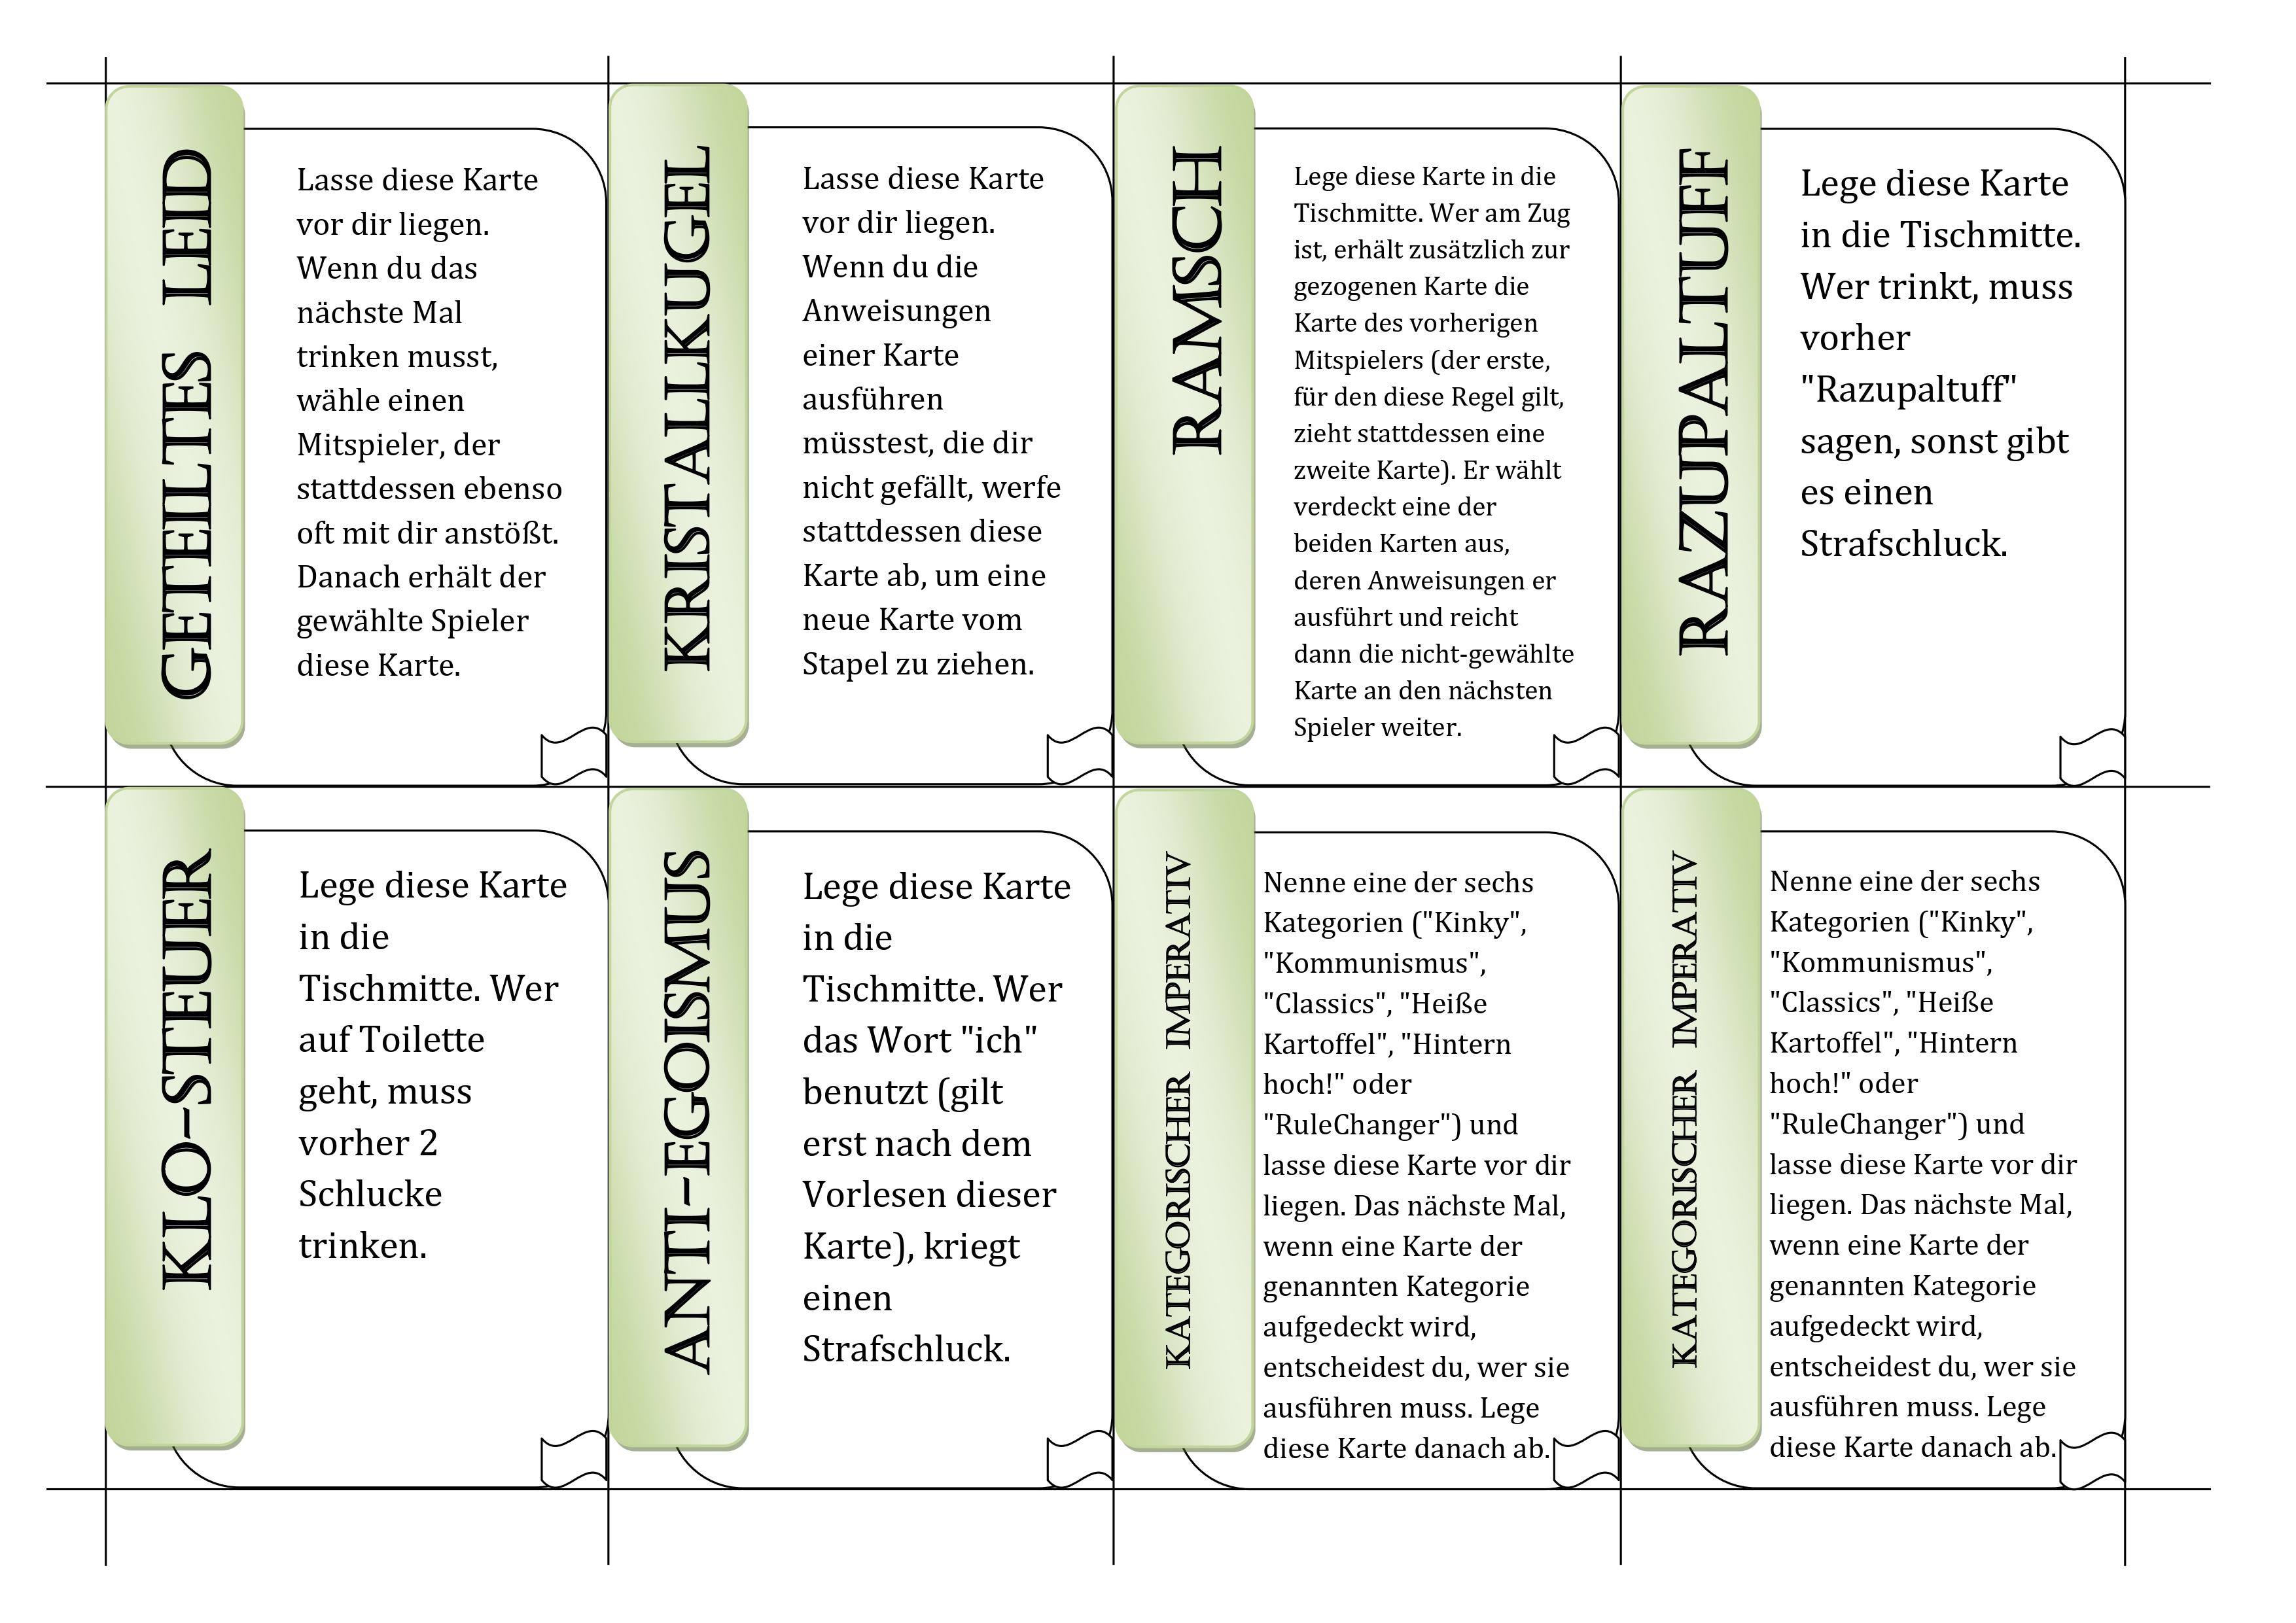 GETEILTES LEID
Lasse diese Karte
vor dir liegen.
Wenn du das
nächste Mal
trinken musst,
wähle einen
Mitspieler, der
stattdessen ebenso
oft mit dir anstößt.
Danach erhält der
gewählte Spieler
diese Karte.
KRISTALLKUGEL
Lasse diese Karte
vor dir liegen.
Wenn du die
Anweisungen
einer Karte
ausführen
müsstest, die dir
nicht gefällt, werfe
stattdessen diese
Karte ab, um eine
neue Karte vom
Stapel zu ziehen.
RAMSCH
Lege diese Karte in die
Tischmitte. Wer am Zug
ist, erhält zusätzlich zur
gezogenen Karte die
Karte des vorherigen
Mitspielers (der erste,
für den diese Regel gilt,
zieht stattdessen eine
zweite Karte). Er wählt
verdeckt eine der
beiden Karten aus,
deren Anweisungen er
ausführt und reicht
dann die nicht-gewählte
Karte an den nächsten
Spieler weiter.
RAZUPALTUFF
Lege diese Karte
in die Tischmitte.
Wer trinkt, muss
vorher
"Razupaltuff"
sagen, sonst gibt
es einen
Strafschluck.
KLO-STEUER
Lege diese Karte
in die
Tischmitte. Wer
auf Toilette
geht, muss
vorher 2
Schlucke
trinken.
ANTI-EGOISMUS
Lege diese Karte
in die
Tischmitte. Wer
das Wort "ich"
benutzt (gilt
erst nach dem
Vorlesen dieser
Karte), kriegt
einen
Strafschluck.
KATEGORISCHER IMPERATIV
Nenne eine der sechs
Kategorien ("Kinky",
"Kommunismus",
"Classics", "Heiße
Kartoffel", "Hintern
hoch!" oder
"RuleChanger") und
lasse diese Karte vor dir
liegen. Das nächste Mal,
wenn eine Karte der
genannten Kategorie
aufgedeckt wird,
entscheidest du, wer sie
ausführen muss. Lege
diese Karte danach ab.
KATEGORISCHER IMPERATIV
Nenne eine der sechs
Kategorien ("Kinky",
"Kommunismus",
"Classics", "Heiße
Kartoffel", "Hintern
hoch!" oder
"RuleChanger") und
lasse diese Karte vor dir
liegen. Das nächste Mal,
wenn eine Karte der
genannten Kategorie
aufgedeckt wird,
entscheidest du, wer sie
ausführen muss. Lege
diese Karte danach ab.